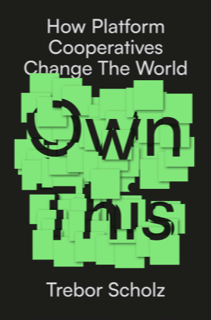 How Platform
Cooperatives
Change The World
Own
This
Trebor Scholz